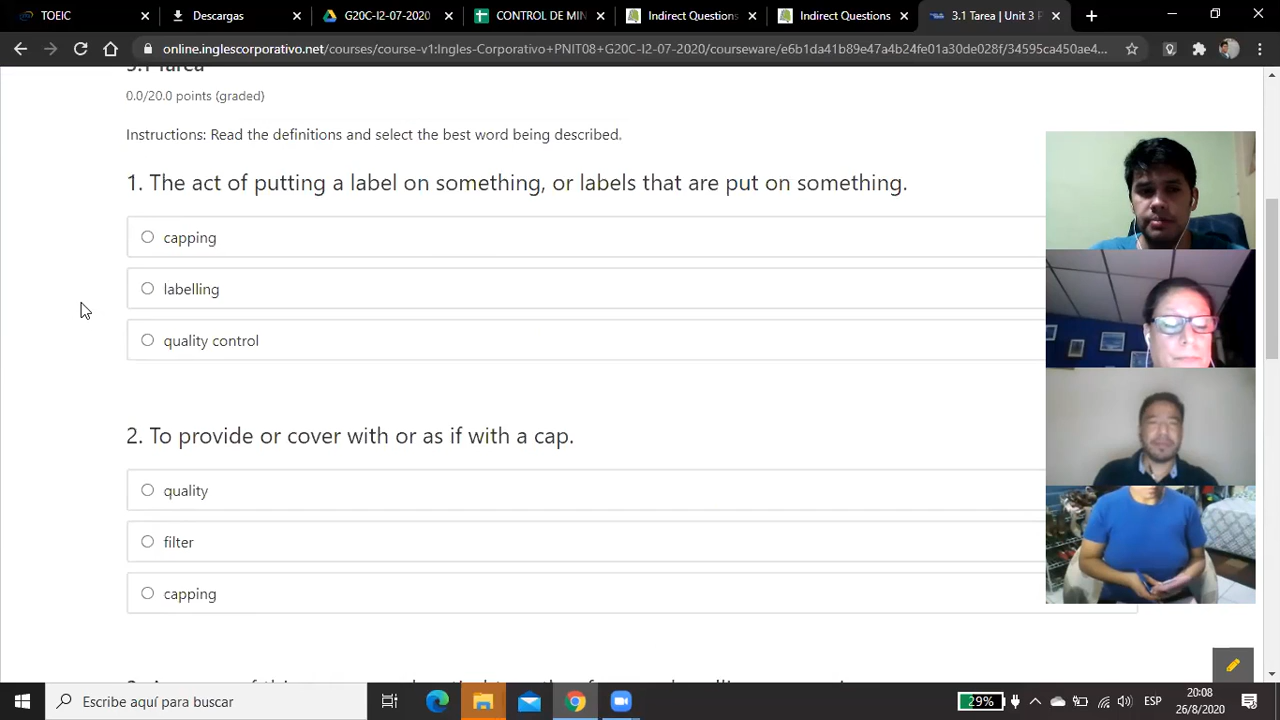 TOEIC
Descargas
G20C-I2-07-2020
CONTROL DE MIN
Indirect Questions
Indirect Questions
3.1 Tarea | Unit 3 P
online.inglescorporativo.net/courses/course-v1:Ingles-Corporativo+PNIT08+G20C-I2-07-2020/courseware/e6b1da41b89e47a4b24fe01a30de028f/34595ca450ae4...
3.1 Tarea
0.0/20.0 points (graded)
Instructions: Read the definitions and select the best word being described.
1. The act of putting a label on something, or labels that are put on something.
capping
labelling
quality control
2. To provide or cover with or as if with a cap.
quality
filter
capping
Escribe aquí para buscar
29%
ESP
20:08
26/8/2020